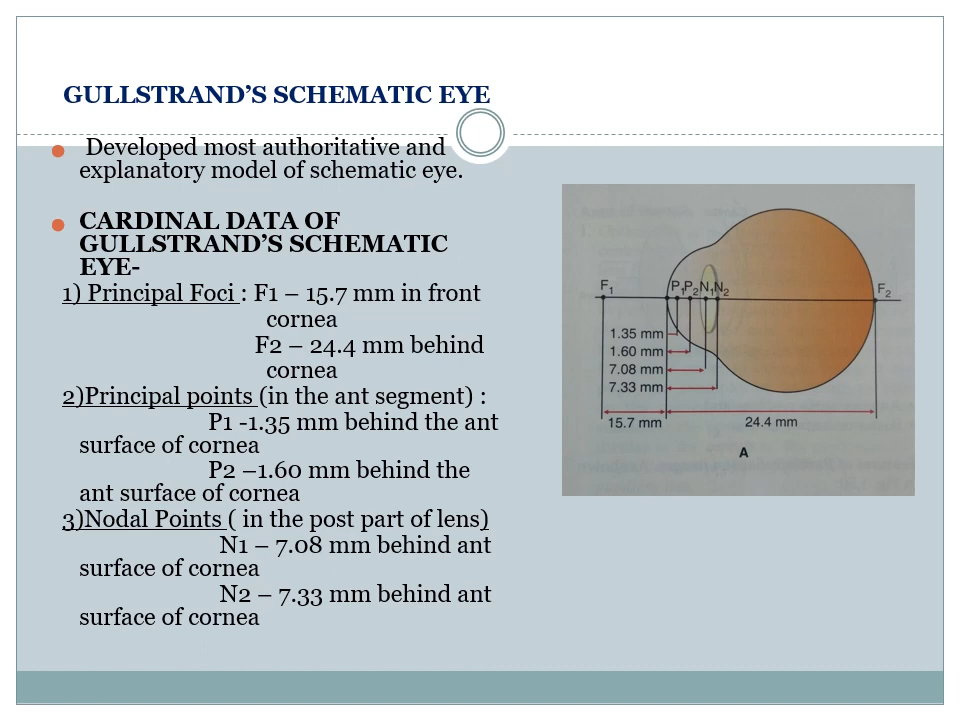 GULLSTRAND'S SCHEMATIC EYE
Developed most authoritative and
explanatory model of schematic eye.
CARDINAL DATA OF
GULLSTRAND'S SCHEMATIC
EYE-
1) Principal Foci : F1 – 15.7 mm in front
cornea
F2 – 24.4 mm behind
cornea
2)Principal points (in the ant segment) :
P1 -1.35 mm behind the ant
surface of cornea
P2 –1.60 mm behind the
ant surface of cornea
3)Nodal Points ( in the post part of lens)
N1 – 7.08 mm behind ant
surface of cornea
N2 – 7.33 mm behind ant
surface of cornea
F1 P1 P2 N1 N2 F2
1.35 mm
1.60 mm
7.08 mm
7.33 mm
15.7 mm 24.4 mm
A